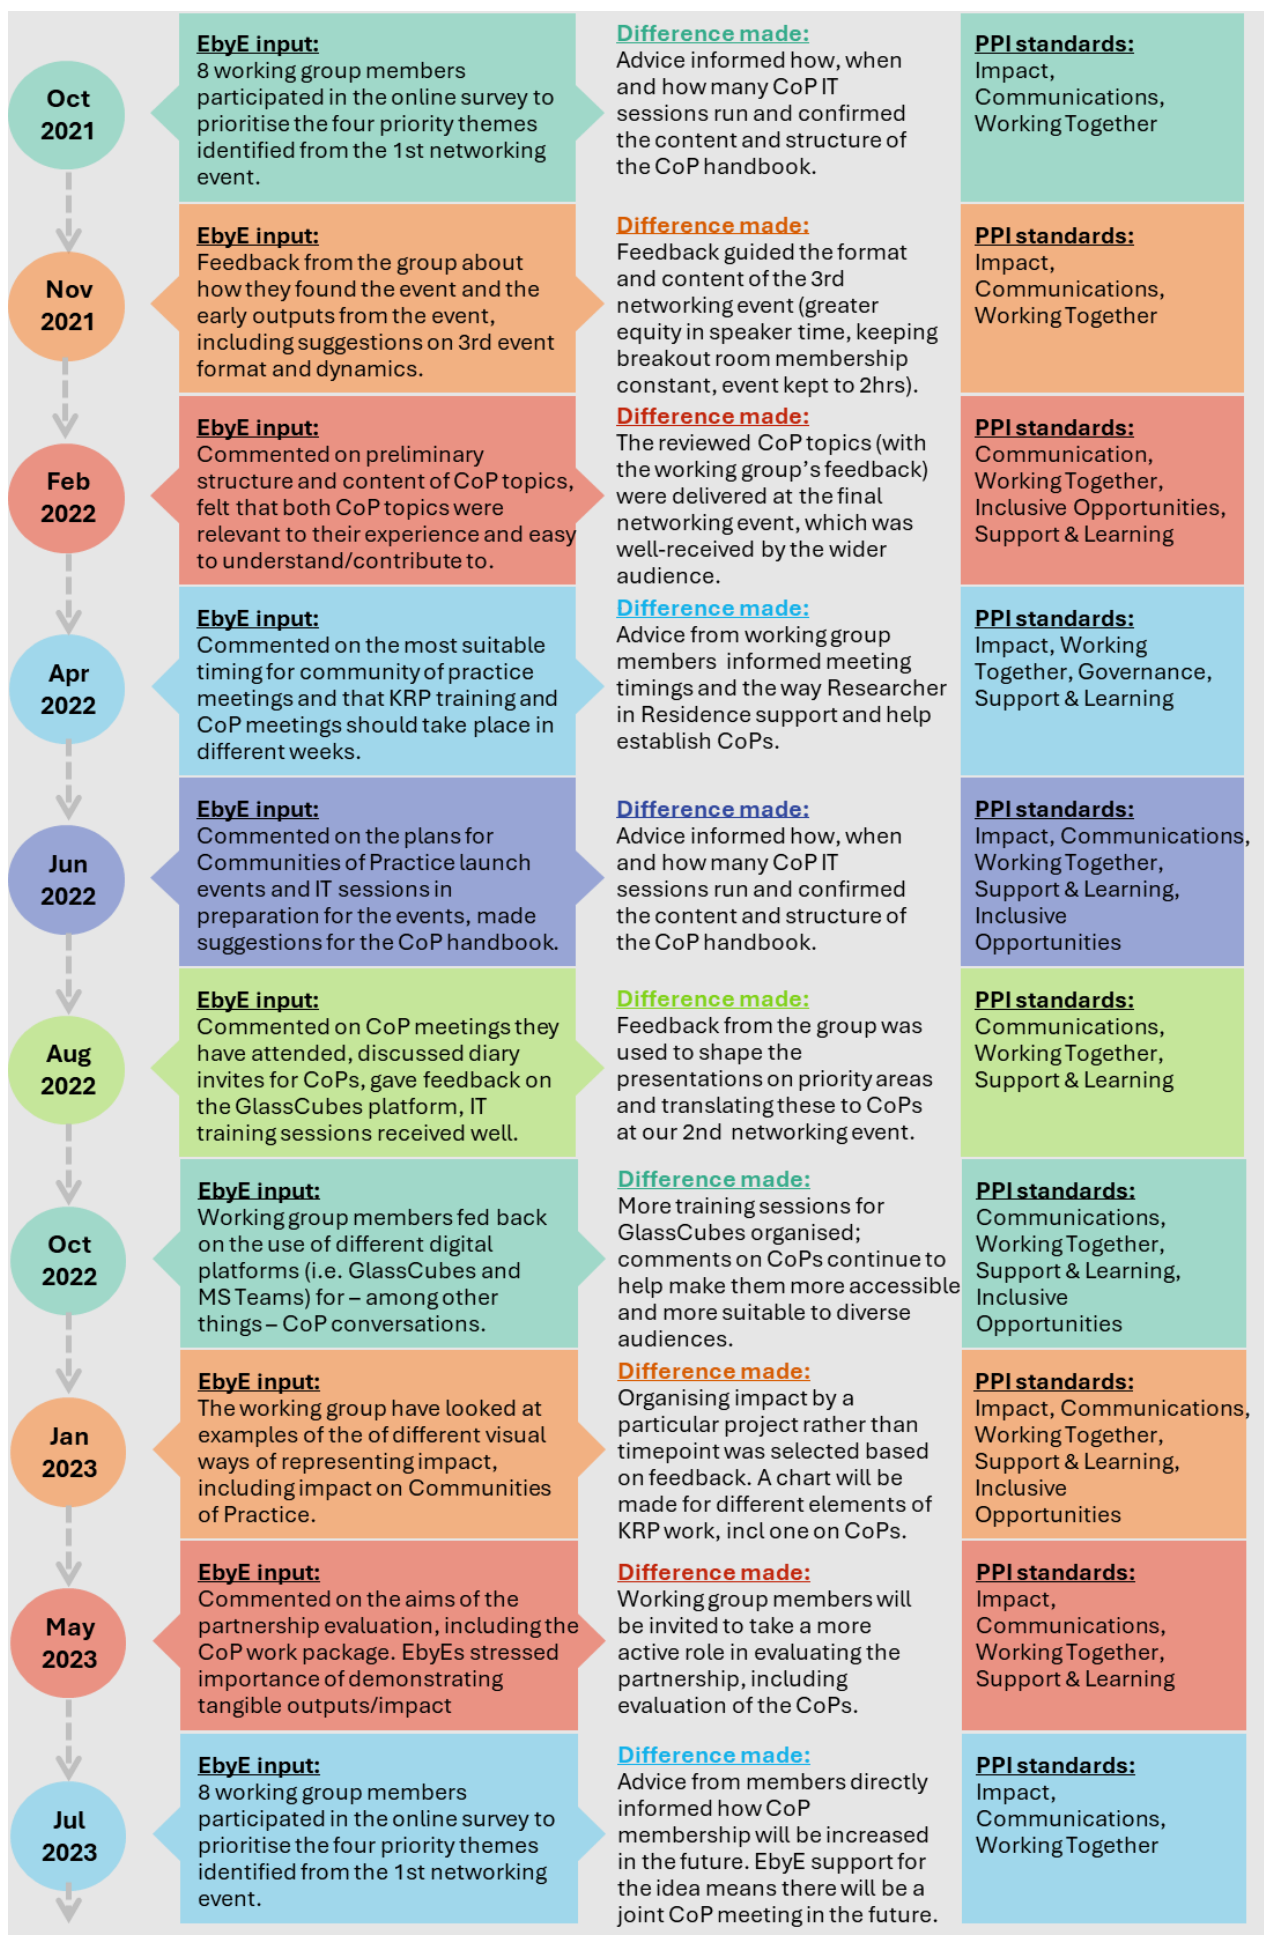 Oct
2021
EbyE input:
8 working group members
participated in the online survey to
prioritise the four priority themes
identified from the 1st networking
event.
Difference made:
Advice informed how, when
and how many CoP IT
sessions run and confirmed
the content and structure of
the CoP handbook.
PPI standards:
Impact,
Communications,
Working Together
Nov
2021
EbyE input:
Feedback from the group about
how they found the event and the
early outputs from the event,
including suggestions on 3rd event
format and dynamics.
Difference made:
Feedback guided the format
and content of the 3rd
networking event (greater
equity in speaker time, keeping
breakout room membership
constant, event kept to 2hrs).
PPI standards:
Impact,
Communications,
Working Together
Feb
2022
EbyE input:
Commented on preliminary
structure and content of CoP topics,
felt that both CoP topics were
relevant to their experience and easy
to understand/contribute to.
Difference made:
The reviewed CoP topics (with
the working group's feedback)
were delivered at the final
networking event, which was
well-received by the wider
audience.
PPI standards:
Communication,
Working Together,
Inclusive Opportunities,
Support & Learning
Apr
2022
EbyE input:
Commented on the most suitable
timing for community of practice
meetings and that KRP training and
CoP meetings should take place in
different weeks.
Difference made:
Advice from working group
members informed meeting
timings and the way Researcher
in Residence support and help
establish CoPs.
PPI standards:
Impact, Working
Together, Governance,
Support & Learning
Jun
2022
EbyE input:
Commented on the plans for
Communities of Practice launch
events and IT sessions in
preparation for the events, made
suggestions for the CoP handbook.
Difference made:
Advice informed how, when
and how many CoP IT
sessions run and confirmed
the content and structure of
the CoP handbook.
PPI standards:
Impact, Communications,
Working Together,
Support & Learning,
Inclusive
Opportunities
Aug
2022
EbyE input:
Commented on CoP meetings they
have attended, discussed diary
invites for CoPs, gave feedback on
the GlassCubes platform, IT
training sessions received well.
Difference made:
Feedback from the group was
used to shape the
presentations on priority areas
and translating these to CoPs
at our 2nd networking event.
PPI standards:
Communications,
Working Together,
Support & Learning
Oct
2022
EbyE input:
Working group members fed back
on the use of different digital
platforms (i.e. GlassCubes and
MS Teams) for – among other
things – CoP conversations.
Difference made:
More training sessions for
GlassCubes organised;
comments on CoPs continue to
help make them more accessible
and more suitable to diverse
audiences.
PPI standards:
Communications,
Working Together,
Support & Learning,
Inclusive
Opportunities
Jan
2023
EbyE input:
The working group have looked at
examples of the of different visual
ways of representing impact,
including impact on Communities
of Practice.
Difference made:
Organising impact by a
particular project rather than
timepoint was selected based
on feedback. A chart will be
made for different elements of
KRP work, incl one on CoPs.
PPI standards:
Impact, Communications,
Working Together,
Support & Learning,
Inclusive
Opportunities
May
2023
EbyE input:
Commented on the aims of the
partnership evaluation, including the
CoP work package. EbyEs stressed
importance of demonstrating
tangible outputs/impact
Difference made:
Working group members will
be invited to take a more
active role in evaluating the
partnership, including
evaluation of the CoPs.
PPI standards:
Impact,
Communications,
Working Together,
Support & Learning
Jul
2023
EbyE input:
8 working group members
participated in the online survey to
prioritise the four priority themes
identified from the 1st networking
event.
Difference made:
Advice from members directly
informed how CoP
membership will be increased
in the future. EbyE support for
the idea means there will be a
joint CoP meeting in the future.
PPI standards:
Impact,
Communications,
Working Together